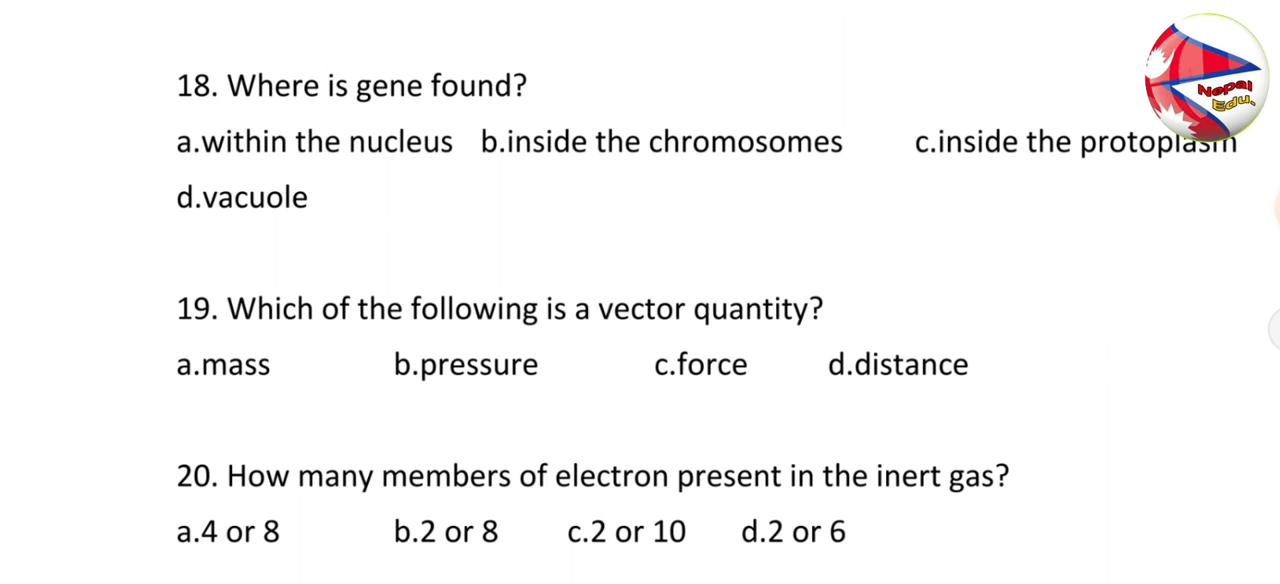 18. Where is gene found?
a.within the nucleus b.inside the chromosomes c.inside the protoplasm
d.vacuole
19. Which of the following is a vector quantity?
a.mass b.pressure c.force d.distance
20. How many members of electron present in the inert gas?
a.4 or 8 b.2 or 8 c.2 or 10 d.2 or 6
Nepal
Edu.